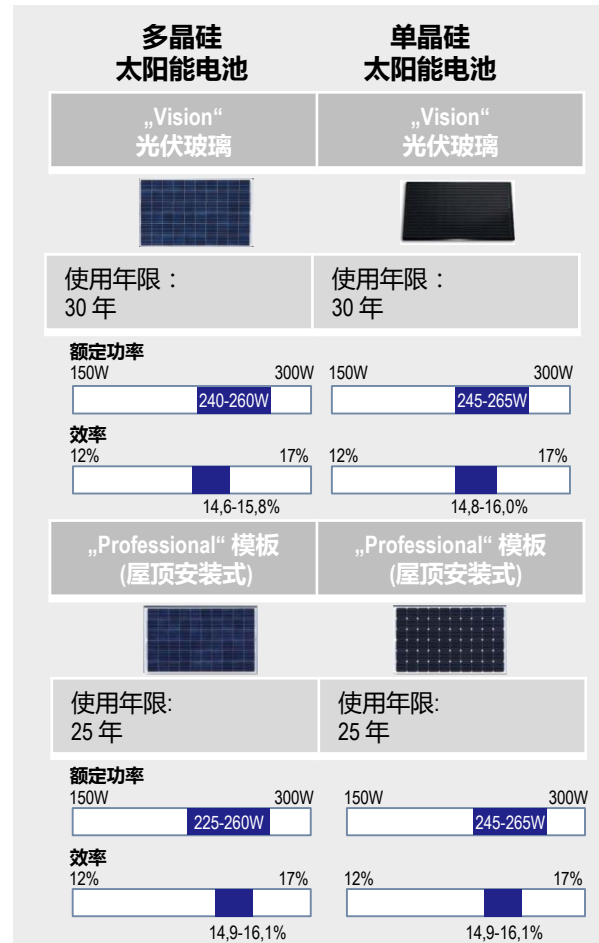 多晶硅
太阳能电池
单晶硅
太阳能电池
„Vision“
光伏玻璃
„Vision“
光伏玻璃
使用年限：
30 年
使用年限：
30 年
额定功率
150W 300W 150W 300W
240-260W 245-265W
效率
12% 17% 12% 17%
14,6-15,8% 14,8-16,0%
„Professional“ 模板
(屋顶安装式)
„Professional“ 模板
(屋顶安装式)
使用年限:
25 年
使用年限:
25 年
额定功率
150W 300W 150W 300W
225-260W 245-265W
效率
12% 17% 12% 17%
14,9-16,1% 14,9-16,1%